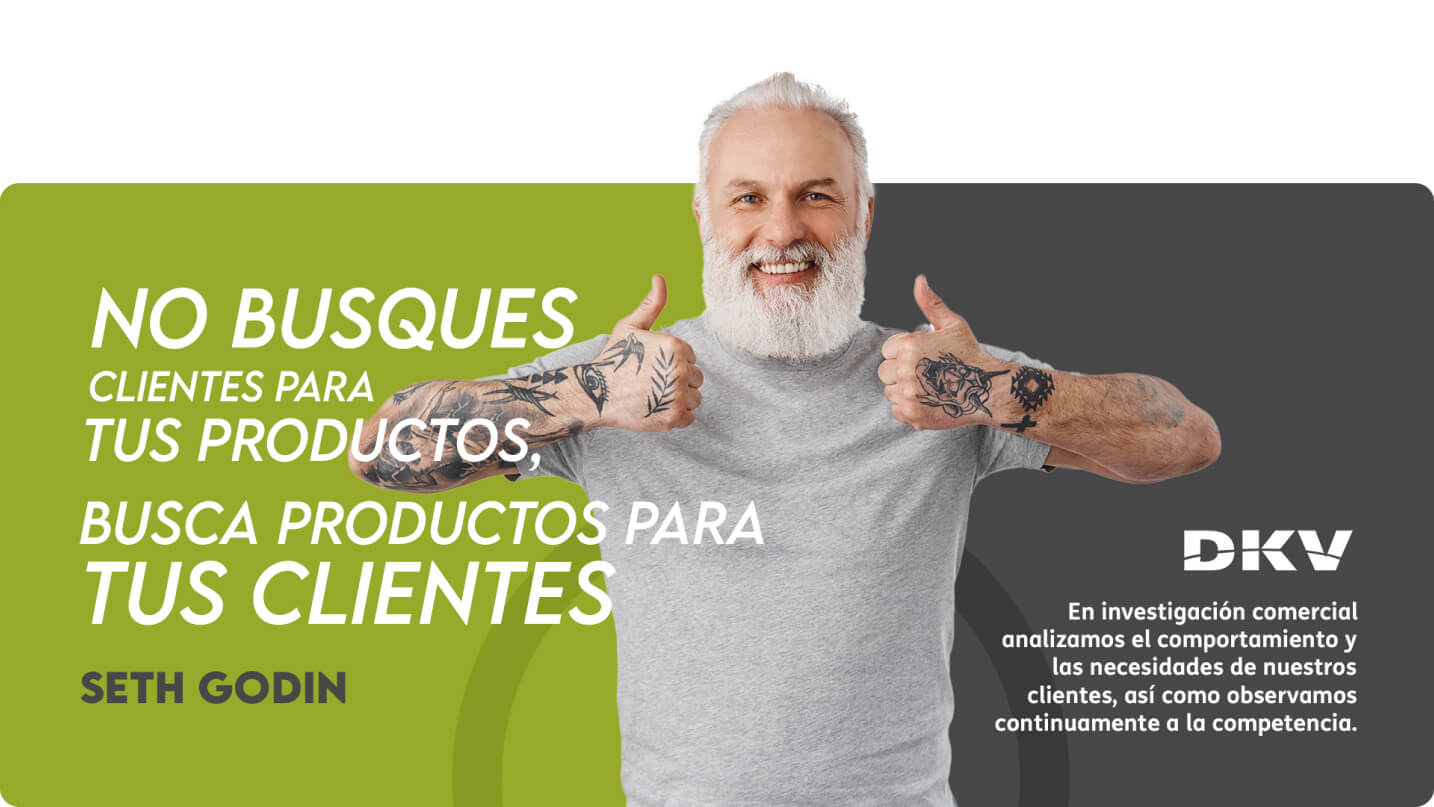 NO BUSQUES
CLIENTES PARA
TUS PRODUCTOS,
BUSCA PRODUCTOS PARA
TUS CLIENTES
SETH GODIN
DKV
En investigación comercial
analizamos el comportamiento y
las necesidades de nuestros
clientes, así como observamos
continuamente a la competencia.